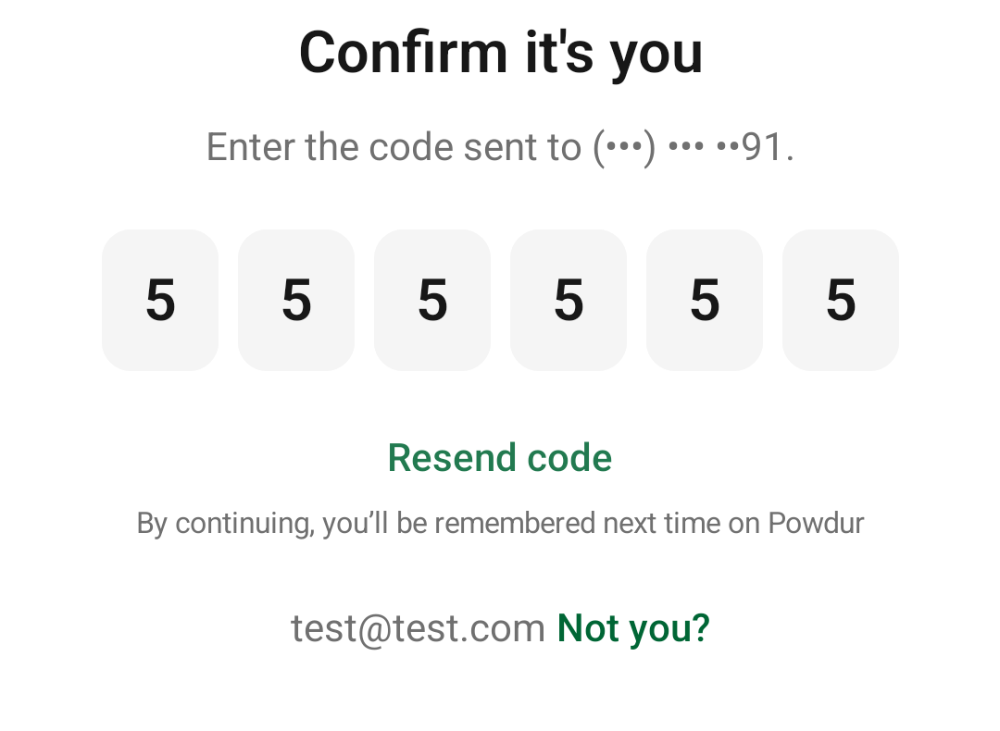 Confirm it's you
Enter the code sent to (•••) ••• ••91.
5 5 5 5 5 5
Resend code
By continuing, you’ll be remembered next time on Powdur
test@test.com Not you?